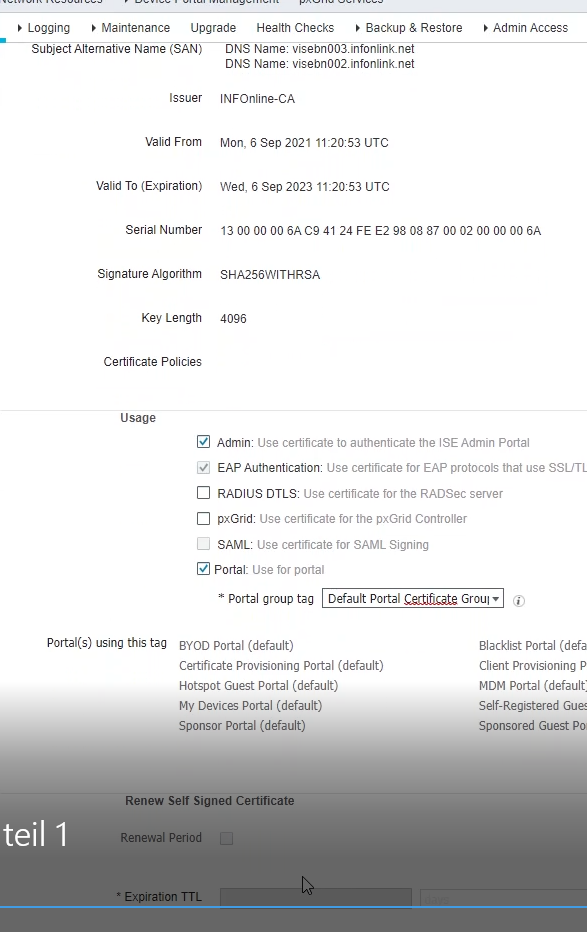 Network Resources Device Portal Management pxGrid Services
Logging Maintenance Upgrade Health Checks Backup & Restore Admin Access
Subject Alternative Name (SAN) DNS Name: visebn003.infonlink.net
DNS Name: visebn002.infonlink.net
Issuer INFOnline-CA
Valid From Mon, 6 Sep 2021 11:20:53 UTC
Valid To (Expiration) Wed, 6 Sep 2023 11:20:53 UTC
Serial Number 13 00 00 00 6A C9 41 24 FE E2 98 08 87 00 02 00 00 00 6A
Signature Algorithm SHA256WITHRSA
Key Length 4096
Certificate Policies
Usage
Admin: Use certificate to authenticate the ISE Admin Portal
EAP Authentication: Use certificate for EAP protocols that use SSL/TL
RADIUS DTLS: Use certificate for the RADSec server
pxGrid: Use certificate for the pxGrid Controller
SAML: Use certificate for SAML Signing
Portal: Use for portal
* Portal group tag Default Portal Certificate Grou
Portal(s) using this tag BYOD Portal (default) Blacklist Portal (defa
Certificate Provisioning Portal (default) Client Provisioning P
Hotspot Guest Portal (default) MDM Portal (default)
My Devices Portal (default) Self-Registered Gues
Sponsor Portal (default) Sponsored Guest Po
Renew Self Signed Certificate
teil 1
Renewal Period
* Expiration TTL